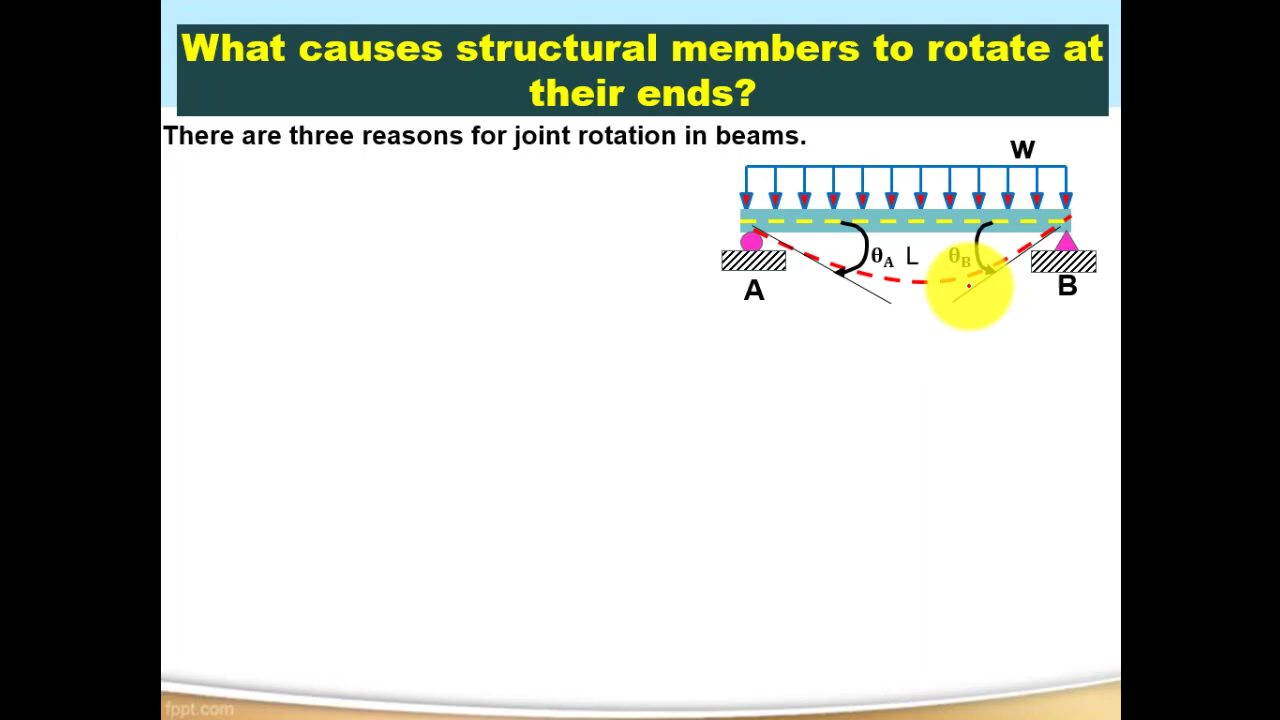 What causes structural members to rotate at
their ends?
There are three reasons for joint rotation in beams.
W
θA L θB
A B
fppt.com